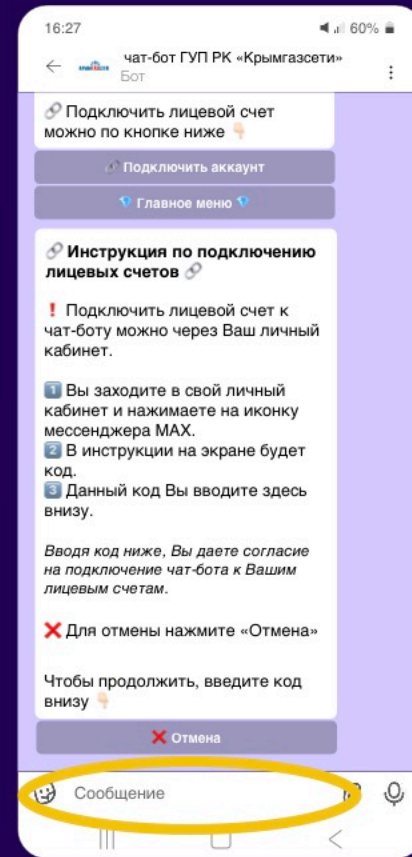 16:27
60%
чат-бот ГУП РК «Крымгазсети»
Бот
🔗 Подключить лицевой счет
можно по кнопке ниже 👇🏻
🔗 Подключить аккаунт
💎 Главное меню 💎
🔗 Инструкция по подключению
лицевых счетов 🔗
❗ Подключить лицевой счет к
чат-боту можно через Ваш личный
кабинет.
1️⃣ Вы заходите в свой личный
кабинет и нажимаете на иконку
мессенджера MAX.
2️⃣ В инструкции на экране будет
код.
3️⃣ Данный код Вы вводите здесь
внизу.
Вводя код ниже, Вы даете согласие
на подключение чат-бота к Вашим
лицевым счетам.
❌ Для отмены нажмите «Отмена»
Чтобы продолжить, введите код
внизу 👇🏻
❌ Отмена
Сообщение